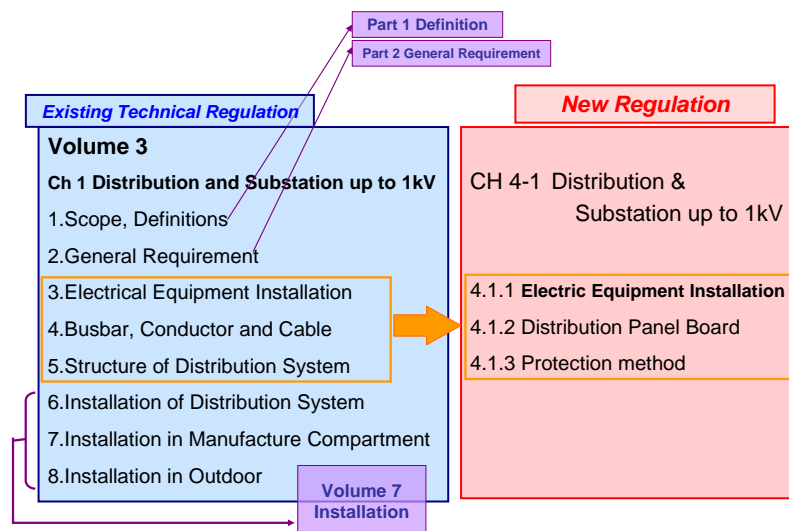 Part 1 Definition
Part 2 General Requirement
Existing Technical Regulation
New Regulation
Volume 3
Ch 1 Distribution and Substation up to 1kV
1.Scope, Definitions
2.General Requirement
3.Electrical Equipment Installation
4.Busbar, Conductor and Cable
5.Structure of Distribution System
6.Installation of Distribution System
7.Installation in Manufacture Compartment
8.Installation in Outdoor
Volume 7
Installation
CH 4-1 Distribution &
Substation up to 1kV
4.1.1 Electric Equipment Installation
4.1.2 Distribution Panel Board
4.1.3 Protection method